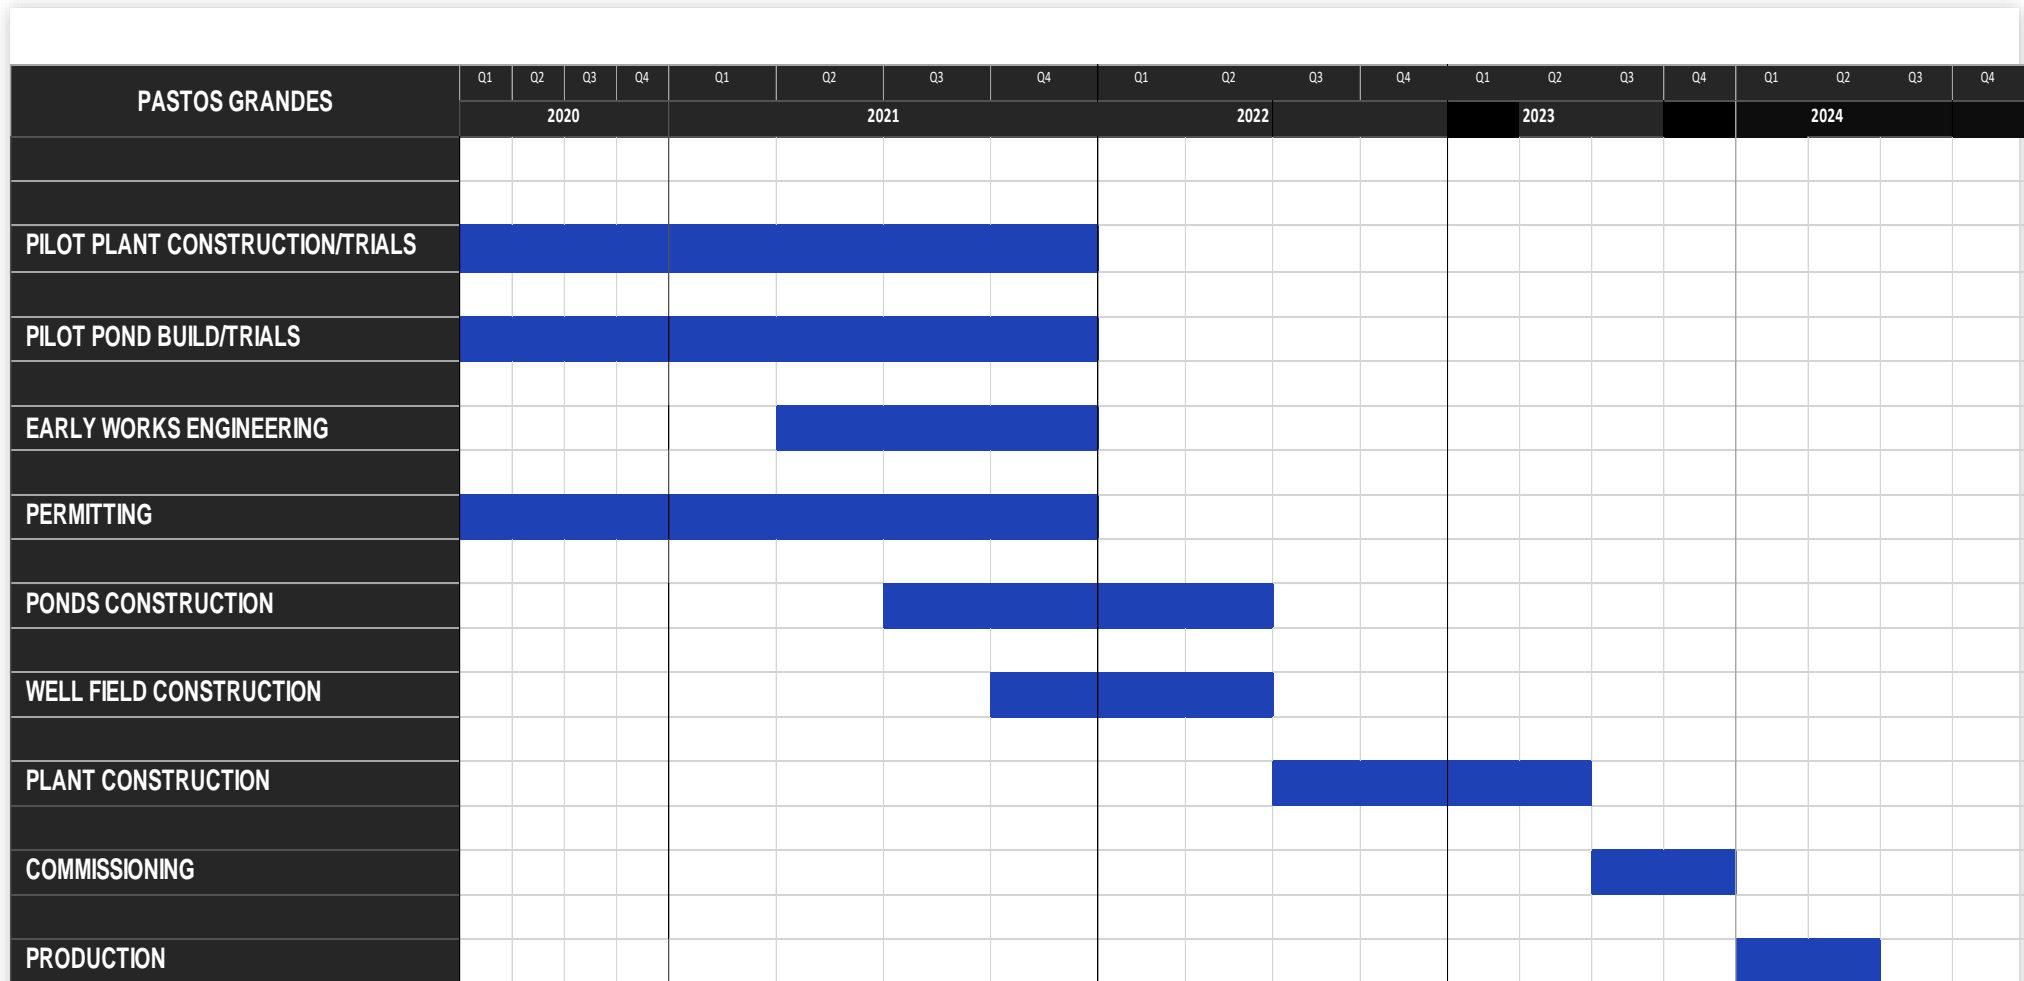 Q1 Q2 Q3 Q4 Q1 Q2 Q3 Q4 Q1 Q2 Q3 Q4 Q1 Q2 Q3 Q4 Q1 Q2 Q3 Q4
PASTOS GRANDES
2020 2021 2022 2023 2024
PILOT PLANT CONSTRUCTION/TRIALS
PILOT POND BUILD/TRIALS
EARLY WORKS ENGINEERING
PERMITTING
PONDS CONSTRUCTION
WELL FIELD CONSTRUCTION
PLANT CONSTRUCTION
COMMISSIONING
PRODUCTION